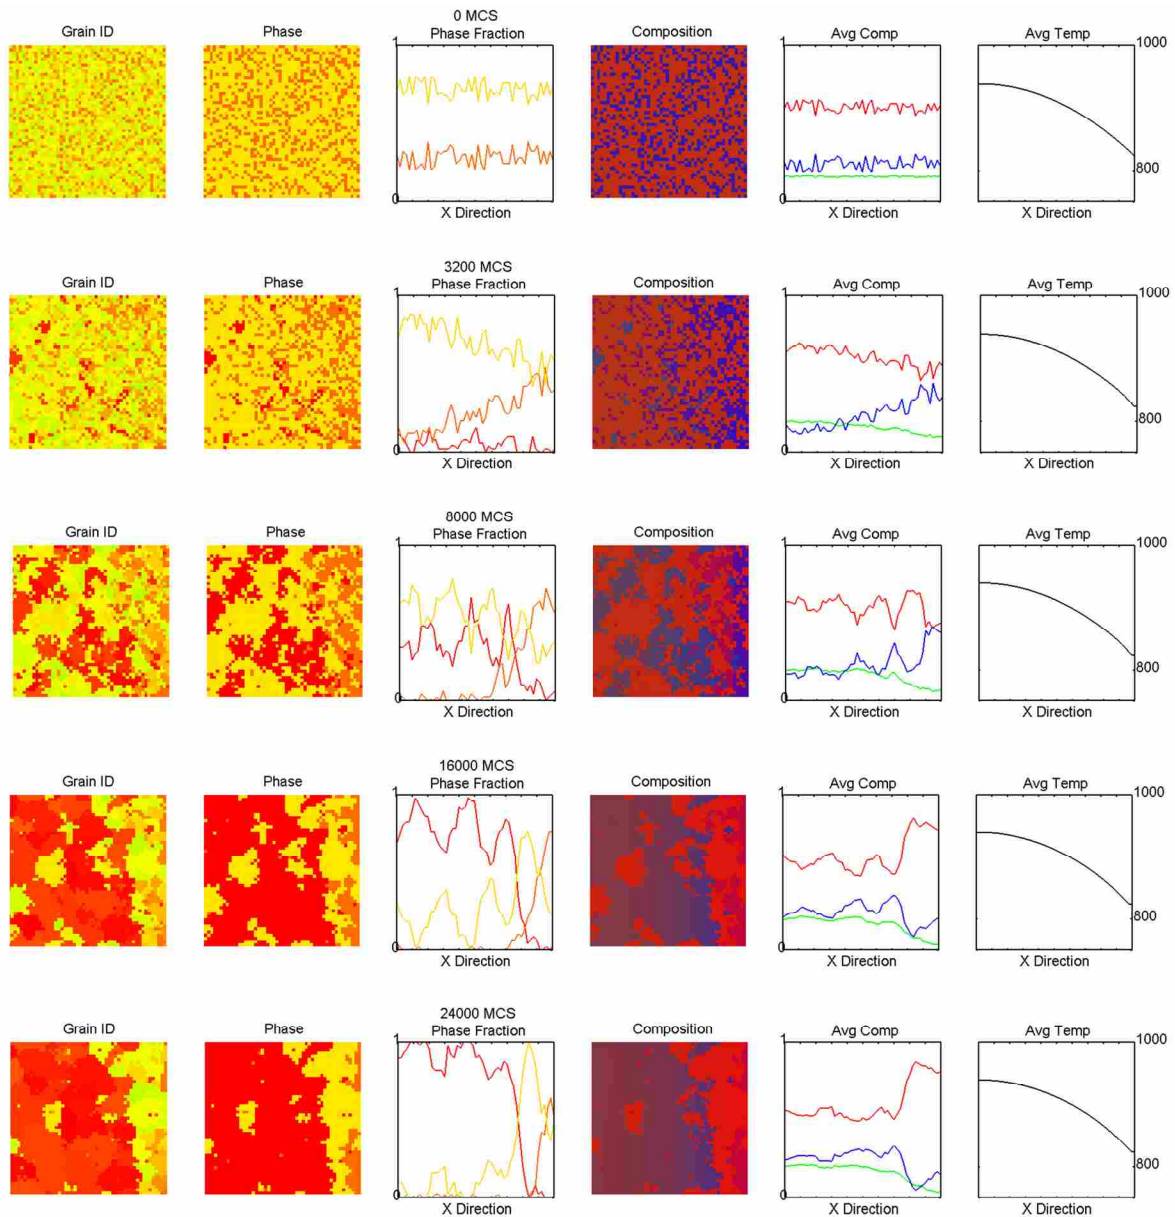 0 MCS
Grain ID Phase Phase Fraction Composition Avg Comp Avg Temp
1 1 1000
800
0 0
X Direction X Direction X Direction
3200 MCS
Grain ID Phase Phase Fraction Composition Avg Comp Avg Temp
1 1 1000
800
0 0
X Direction X Direction X Direction
8000 MCS
Grain ID Phase Phase Fraction Composition Avg Comp Avg Temp
1 1 1000
800
0 0
X Direction X Direction X Direction
16000 MCS
Grain ID Phase Phase Fraction Composition Avg Comp Avg Temp
1 1 1000
800
0 0
X Direction X Direction X Direction
24000 MCS
Grain ID Phase Phase Fraction Composition Avg Comp Avg Temp
1 1 1000
800
0 0
X Direction X Direction X Direction